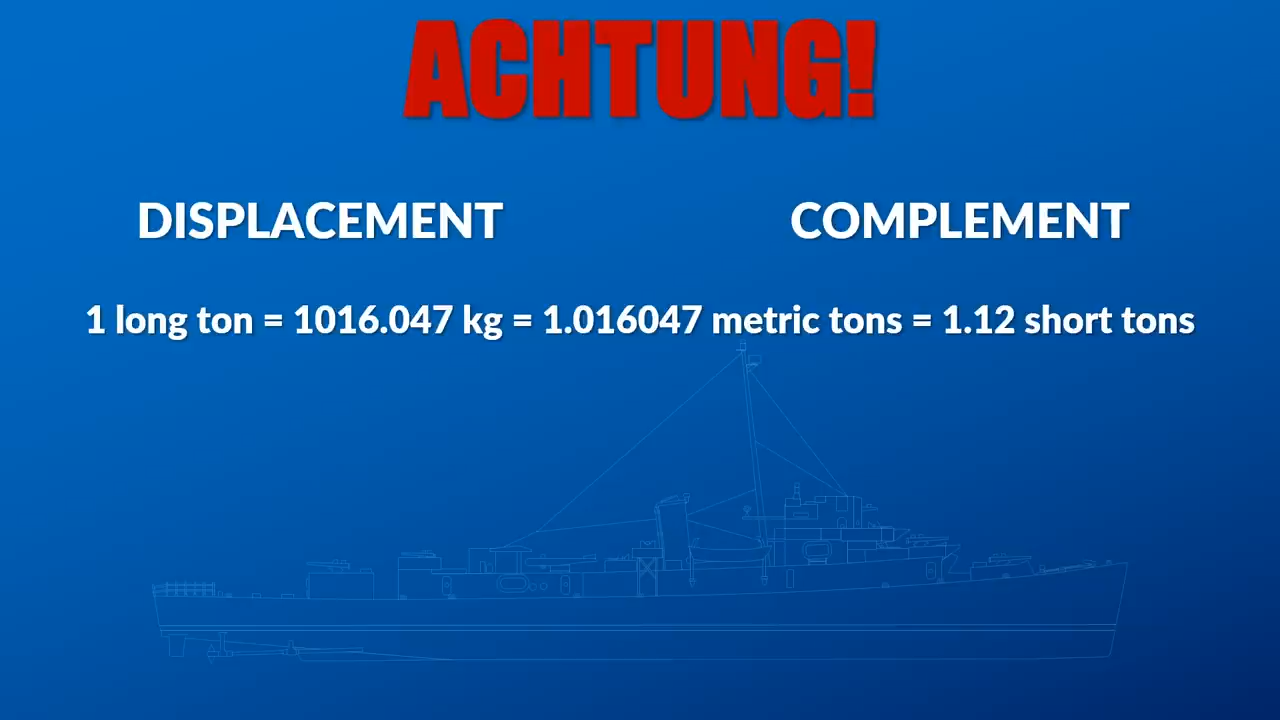 ACHTUNG!
DISPLACEMENT COMPLEMENT
1 long ton = 1016.047 kg = 1.016047 metric tons = 1.12 short tons